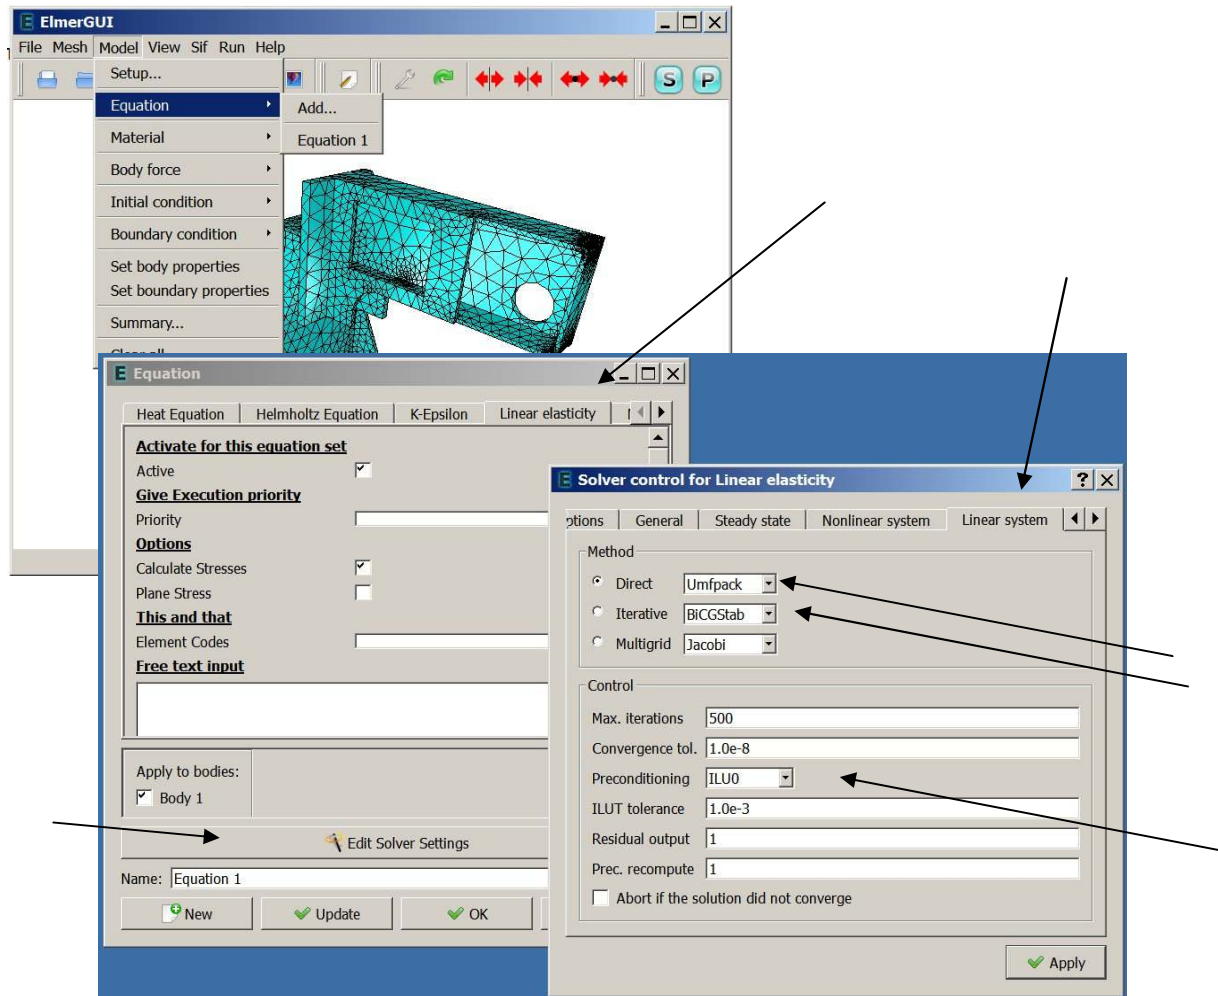 ElmerGUI
File Mesh Model View Sif Run Help
Setup...
S P
Equation
Add...
Material
Equation 1
Body force
Initial condition
Boundary condition
Set body properties
Set boundary properties
Summary...
Clear all
Equation
Heat Equation Helmholtz Equation K-Epsilon Linear elasticity
Activate for this equation set
Active
Give Execution priority
Priority
Options
Calculate Stresses
Plane Stress
This and that
Element Codes
Free text input
Apply to bodies:
Body 1
Edit Solver Settings
Name: Equation 1
New Update OK
Solver control for Linear elasticity
ptions General Steady state Nonlinear system Linear system
Method
Direct Umfpack
Iterative BiCGStab
Multigrid Jacobi
Control
Max. iterations 500
Convergence tol. 1.0e-8
Preconditioning ILU0
ILUT tolerance 1.0e-3
Residual output 1
Prec. recompute 1
Abort if the solution did not converge
Apply